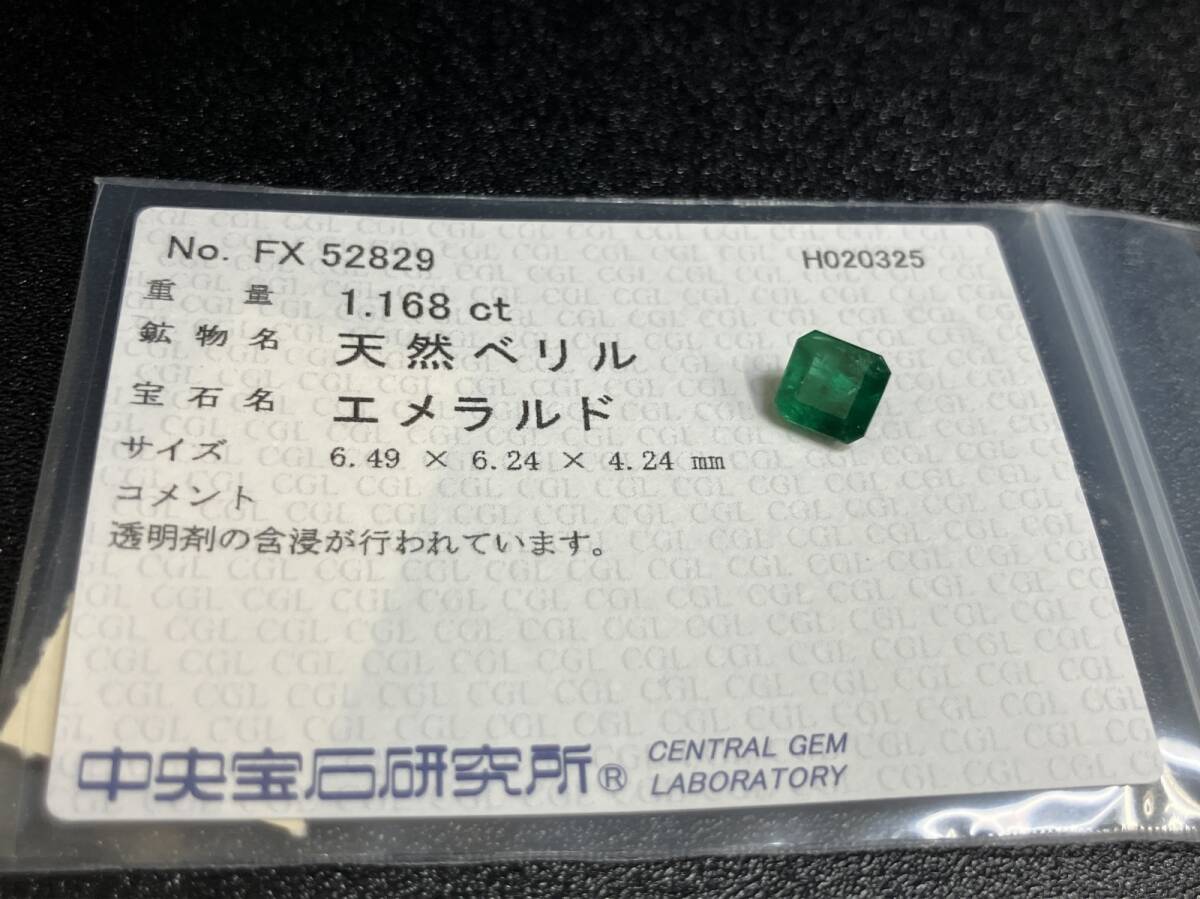 No. FX 52829 H020325
重量 1.168 ct
鉱物名 天然ベリル
宝石名 エメラルド
サイズ 6.49 × 6.24 × 4.24 mm
コメント
透明剤の含浸が行われています。
中央宝石研究所® CENTRAL GEM
LABORATORY